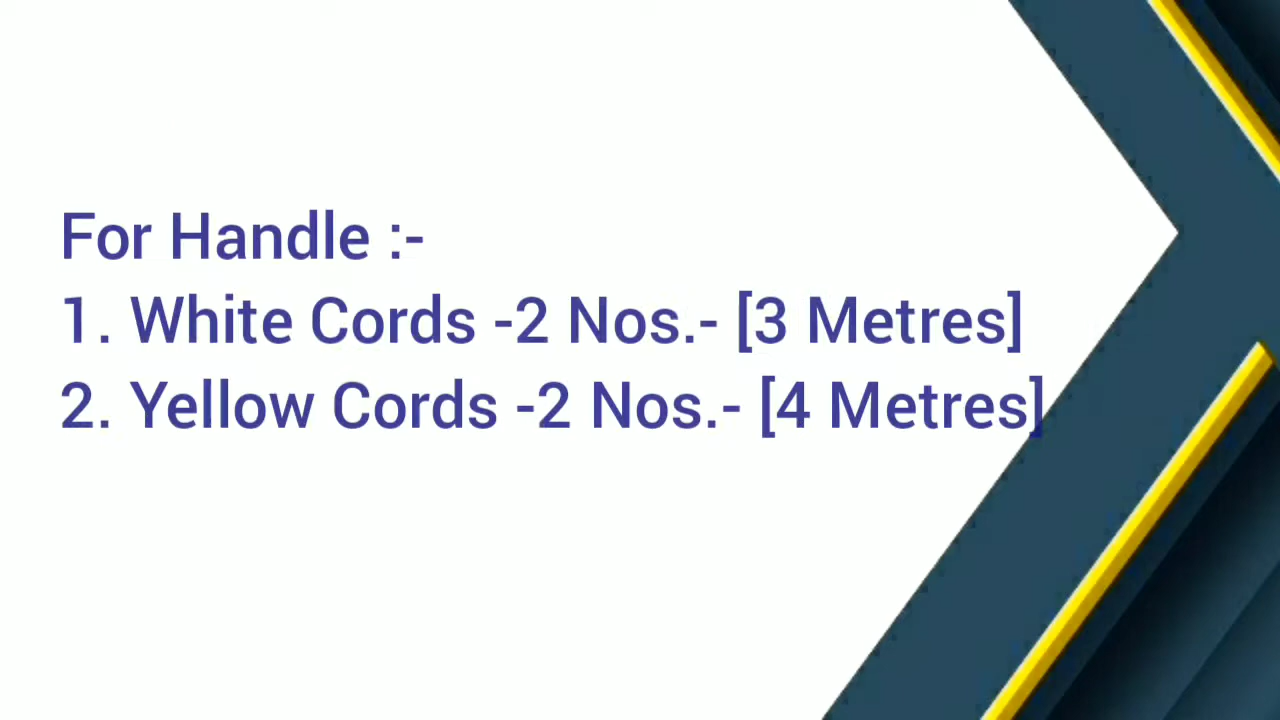 For Handle :-
1. White Cords -2 Nos.- [3 Metres]
2. Yellow Cords -2 Nos.- [4 Metres]